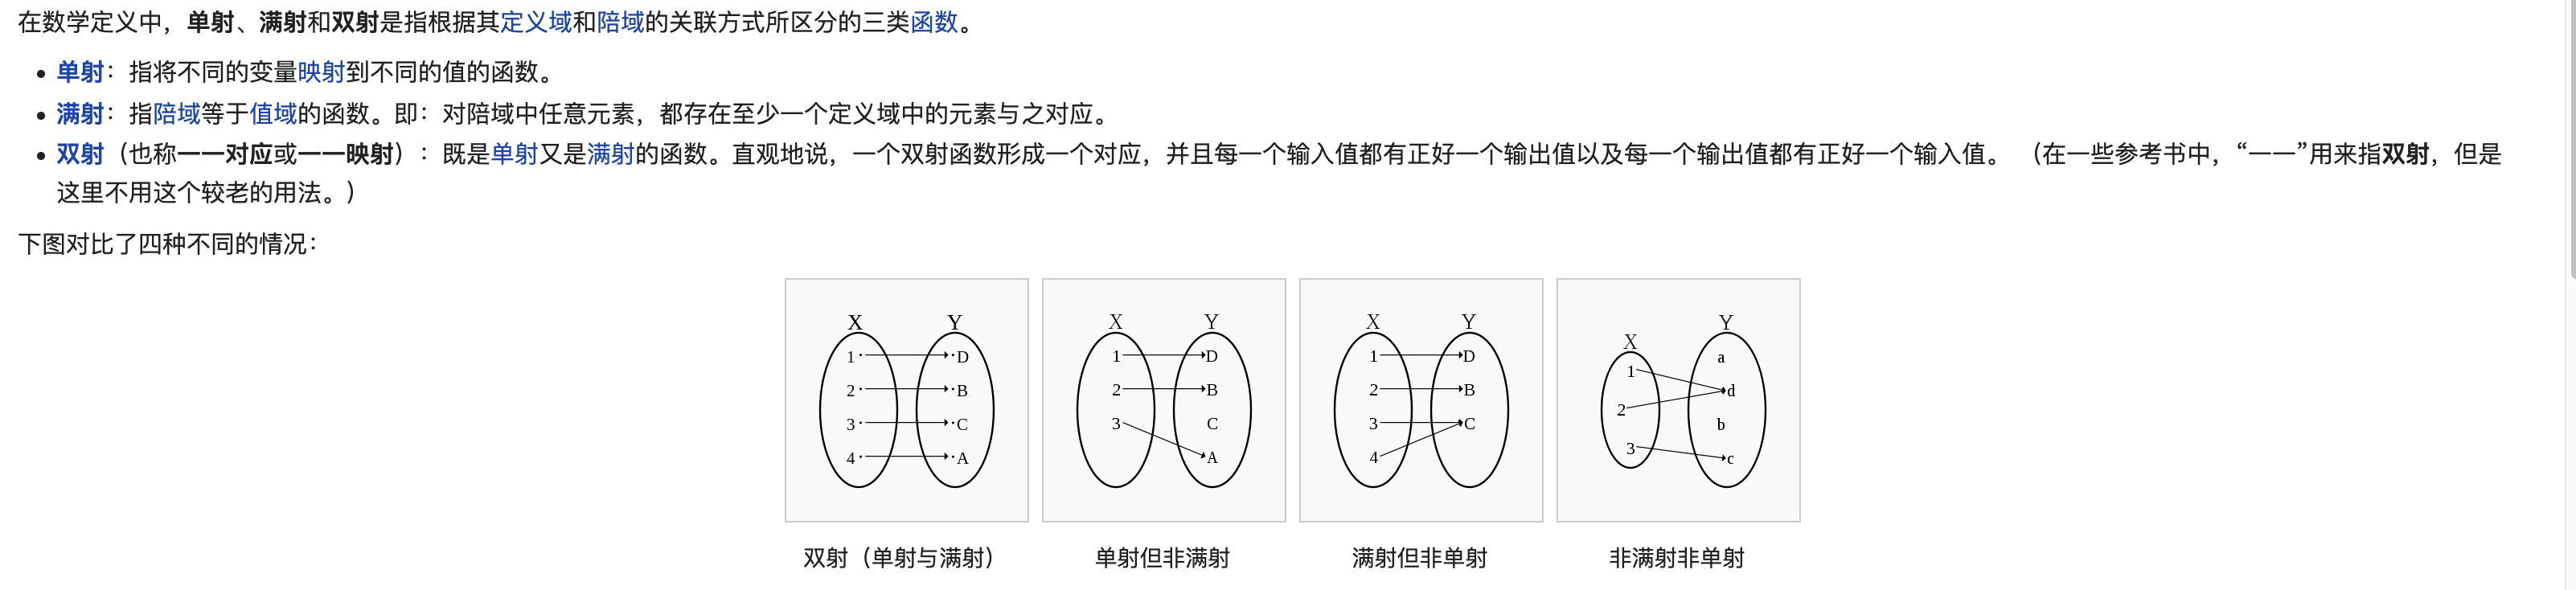 在数学定义中，单射、满射和双射是指根据其定义域和陪域的关联方式所区分的三类函数。
• 单射：指将不同的变量映射到不同的值的函数。
• 满射：指陪域等于值域的函数。即：对陪域中任意元素，都存在至少一个定义域中的元素与之对应。
• 双射（也称一一对应或一一映射）：既是单射又是满射的函数。直观地说，一个双射函数形成一个对应，并且每一个输入值都有正好一个输出值以及每一个输出值都有正好一个输入值。（在一些参考书中，“一一”用来指双射，但是
这里不用这个较老的用法。）
下图对比了四种不同的情况：
X Y
1 D
2 B
3 C
4 A
双射（单射与满射）
X Y
1 D
2 B
3 C
A
单射但非满射
X Y
1 D
2 B
3 C
4
满射但非单射
X Y
1 a
2 d
3 b
c
非满射非单射